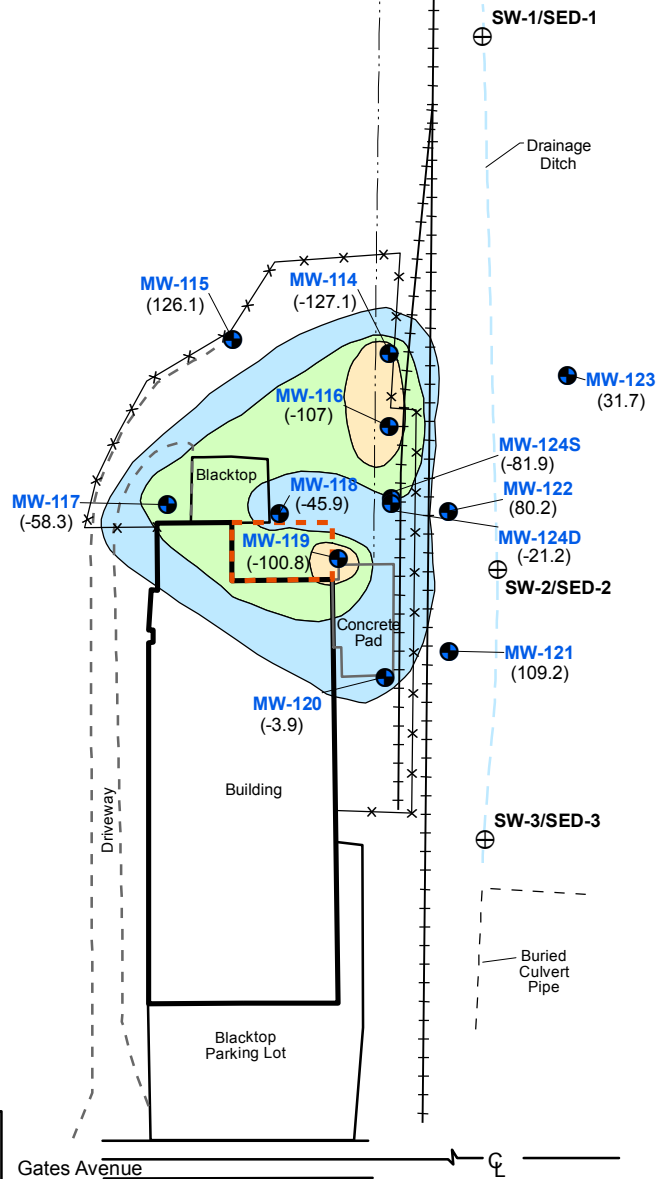 SW-1/SED-1
Drainage
Ditch
MW-115
(126.1)
MW-114
(-127.1)
MW-123
(31.7)
MW-116
(-107)
MW-124S
(-81.9)
Blacktop
MW-122
(80.2)
MW-117
(-58.3)
MW-118
(-45.9)
MW-119
(-100.8)
MW-124D
(-21.2)
SW-2/SED-2
Concrete
Pad
MW-121
(109.2)
MW-120
(-3.9)
Building
Driveway
SW-3/SED-3
Buried
Culvert
Pipe
Blacktop
Parking Lot
Gates Avenue
℄